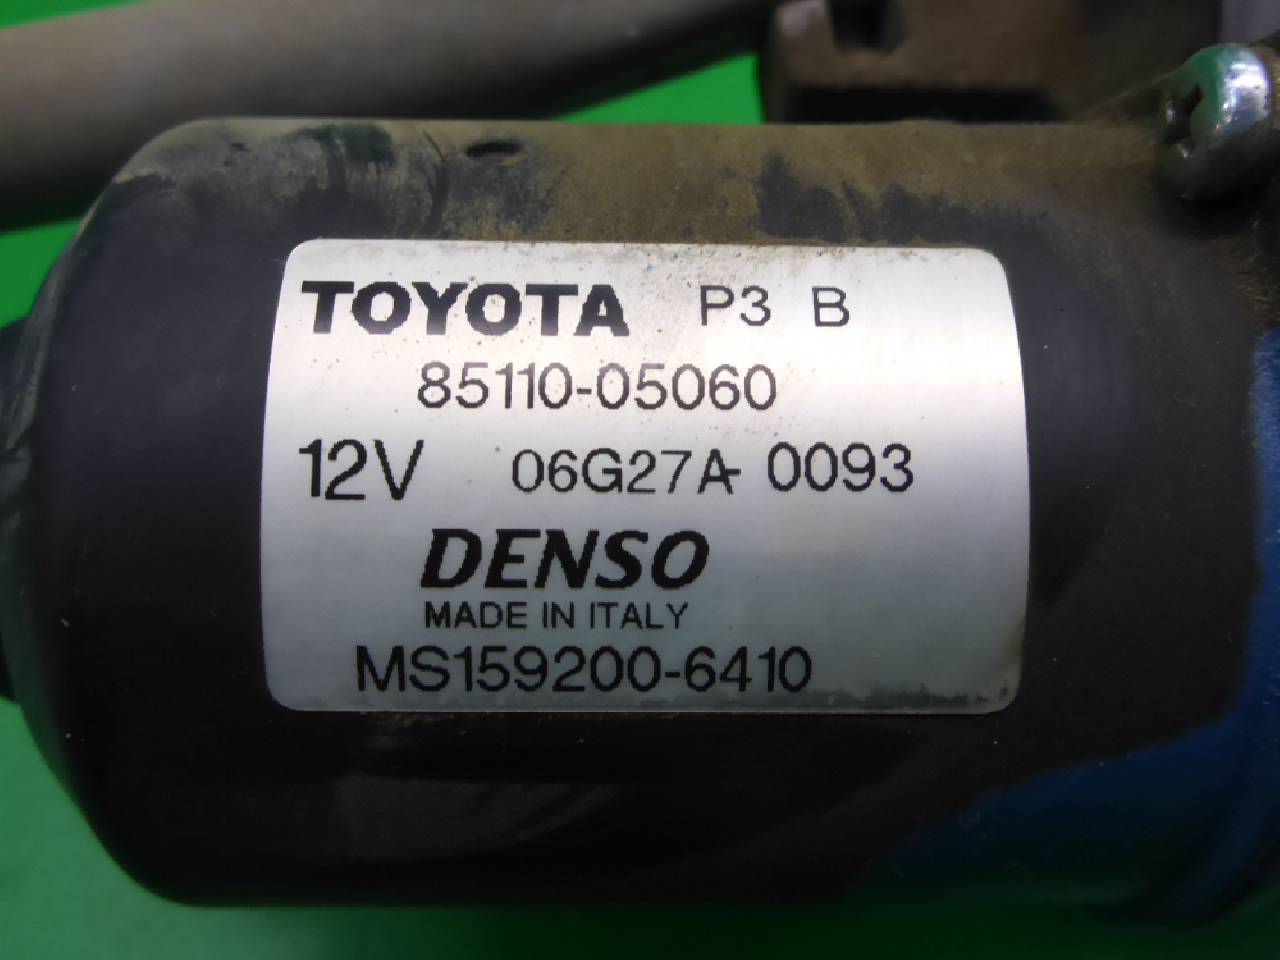 TOYOTA P3 B
85110-05060
12V 06G27A 0093
DENSO
MADE IN ITALY
MS159200-6410